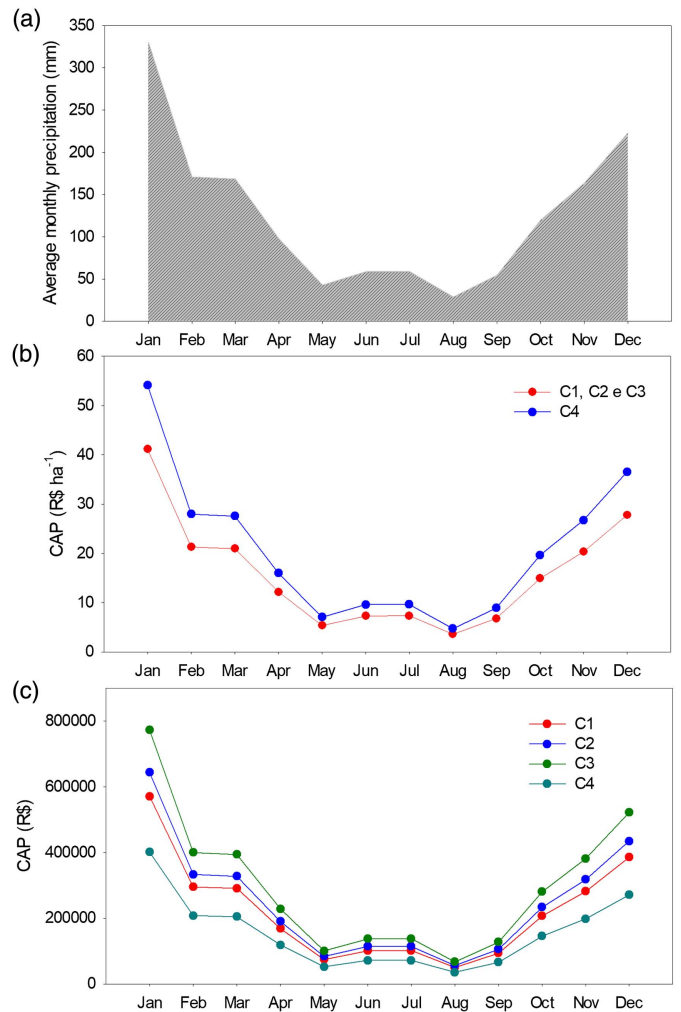 (a)
350
300
250
200
150
100
50
0
Average monthly precipitation (mm)
Jan Feb Mar Apr May Jun Jul Aug Sep Oct Nov Dec
(b)
60
50
40
30
20
10
0
CAP (R$ ha⁻¹)
C1, C2 e C3
C4
Jan Feb Mar Apr May Jun Jul Aug Sep Oct Nov Dec
(c)
800000
600000
400000
200000
0
CAP (R$)
C1
C2
C3
C4
Jan Feb Mar Apr May Jun Jul Aug Sep Oct Nov Dec